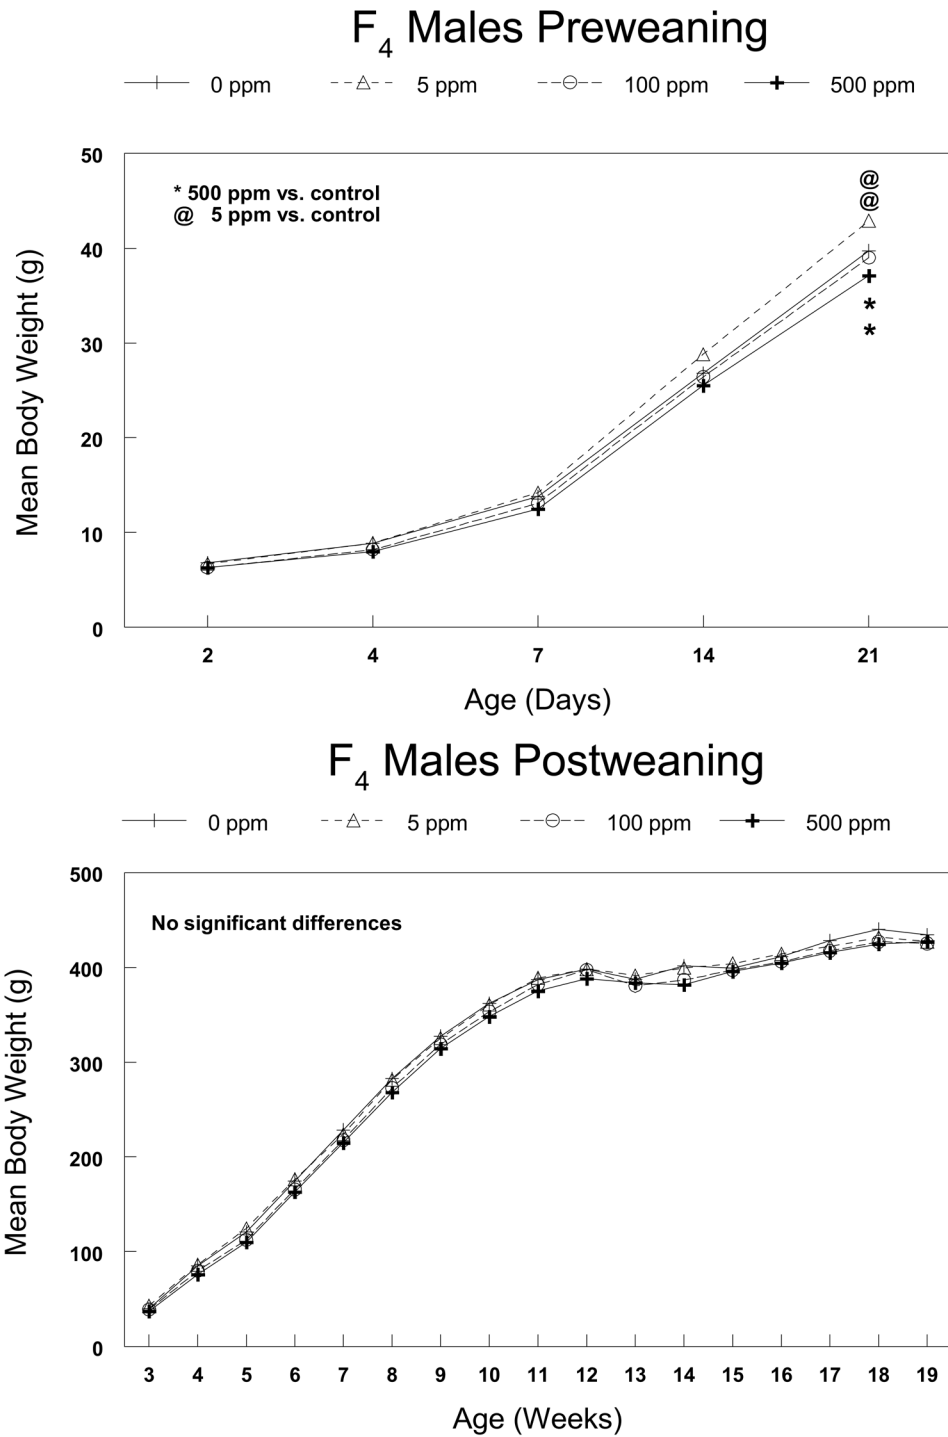 F4 Males Preweaning
0 ppm 5 ppm 100 ppm 500 ppm
50
* 500 ppm vs. control
@ 5 ppm vs. control
@
@
40
*
*
30
20
10
0
2 4 7 14 21
Mean Body Weight (g)
Age (Days)
F4 Males Postweaning
0 ppm 5 ppm 100 ppm 500 ppm
500
No significant differences
400
300
200
100
0
3 4 5 6 7 8 9 10 11 12 13 14 15 16 17 18 19
Mean Body Weight (g)
Age (Weeks)